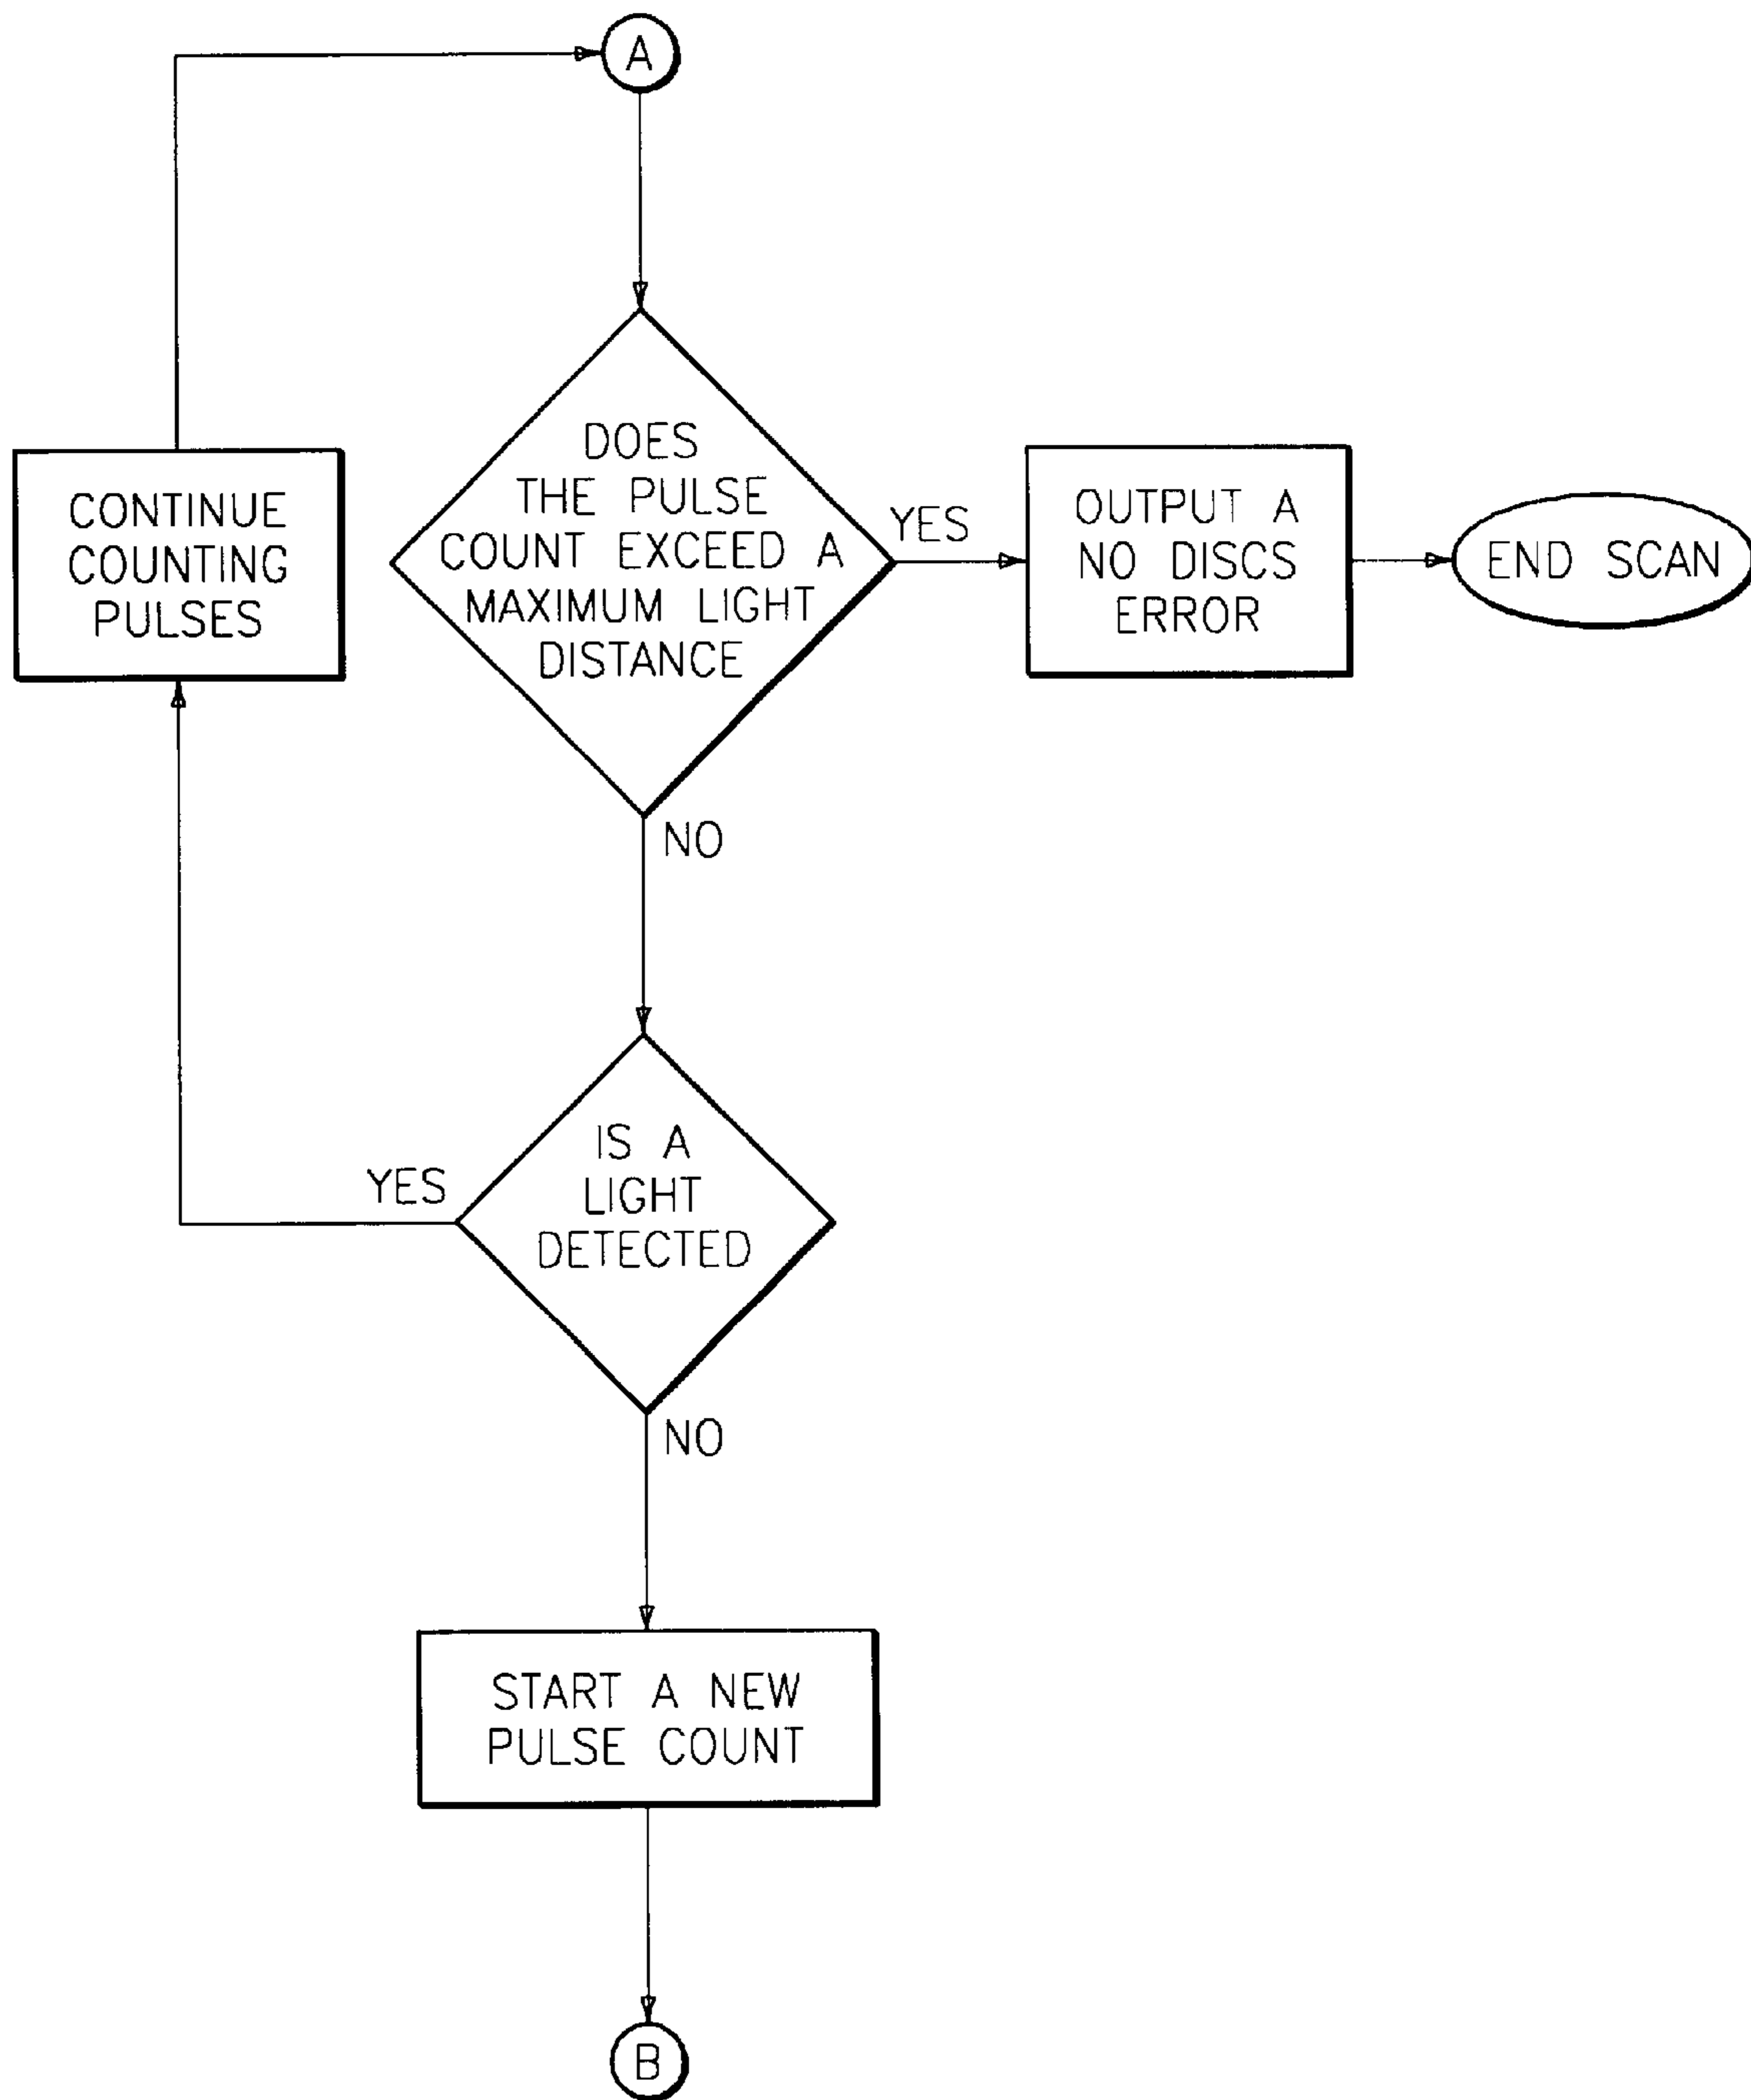 A
DOES
THE PULSE
COUNT EXCEED A
MAXIMUM LIGHT
DISTANCE
YES
OUTPUT A
NO DISCS
ERROR
END SCAN
CONTINUE
COUNTING
PULSES
NO
IS A
LIGHT
DETECTED
YES
NO
START A NEW
PULSE COUNT
B